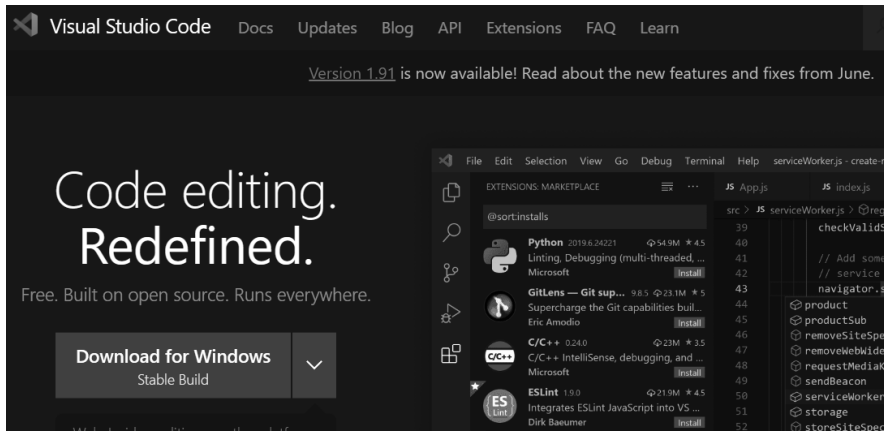 Visual Studio Code Docs Updates Blog API Extensions FAQ Learn
Version 1.91 is now available! Read about the new features and fixes from June.
Code editing.
Redefined.
Free. Built on open source. Runs everywhere.
Download for Windows
Stable Build
File Edit Selection View Go Debug Terminal Help serviceWorker.js - create-r
EXTENSIONS: MARKETPLACE
@sort:installs
Python 2019.6.24221 54.9M ★ 4.5
Linting, Debugging (multi-threaded, ...
Microsoft Install
GitLens — Git sup... 9.8.5 23.1M ★ 5
Supercharge the Git capabilities buil...
Eric Amodio Install
C/C++ 0.24.0 23M ★ 3.5
C/C++ IntelliSense, debugging, and ...
Microsoft Install
ESLint 1.9.0 21.9M ★ 4.5
Integrates ESLint JavaScript into VS ...
Dirk Baeumer Install
C/C++
ES
Lint
JS App.js JS index.js
src > JS serviceWorker.js > reg
39 checkValidS
40
41 // Add some
42 // service
43 navigator.s
44 product
45 productSub
46 removeSiteSpe
47 removeWebWide
48 requestMediaK
49 sendBeacon
50 serviceWorker
51 storage
52 storeSiteSpec